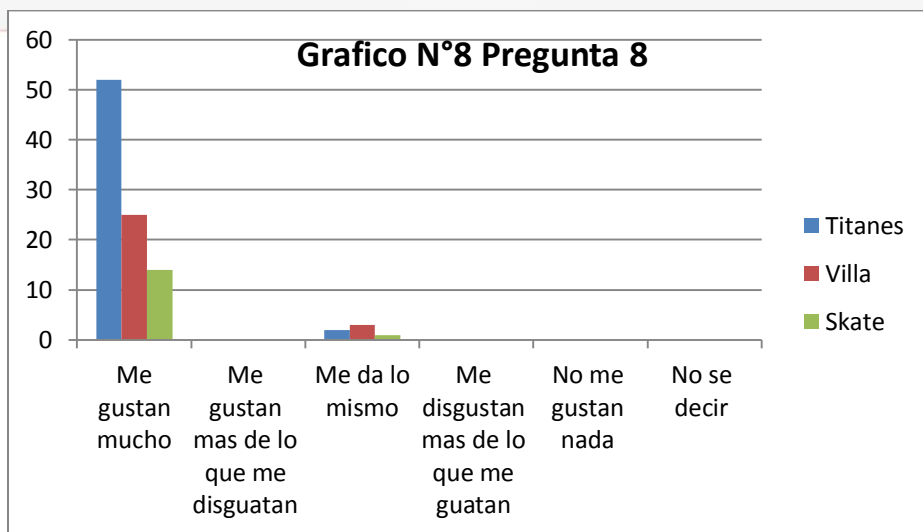 Grafico N°8 Pregunta 8
60
50
40
30
20
10
0
Titanes
Villa
Skate
Me
gustan
mucho
Me
gustan
mas de lo
que me
disguatan
Me da lo
mismo
Me
disgustan
mas de lo
que me
guatan
No me
gustan
nada
No se
decir